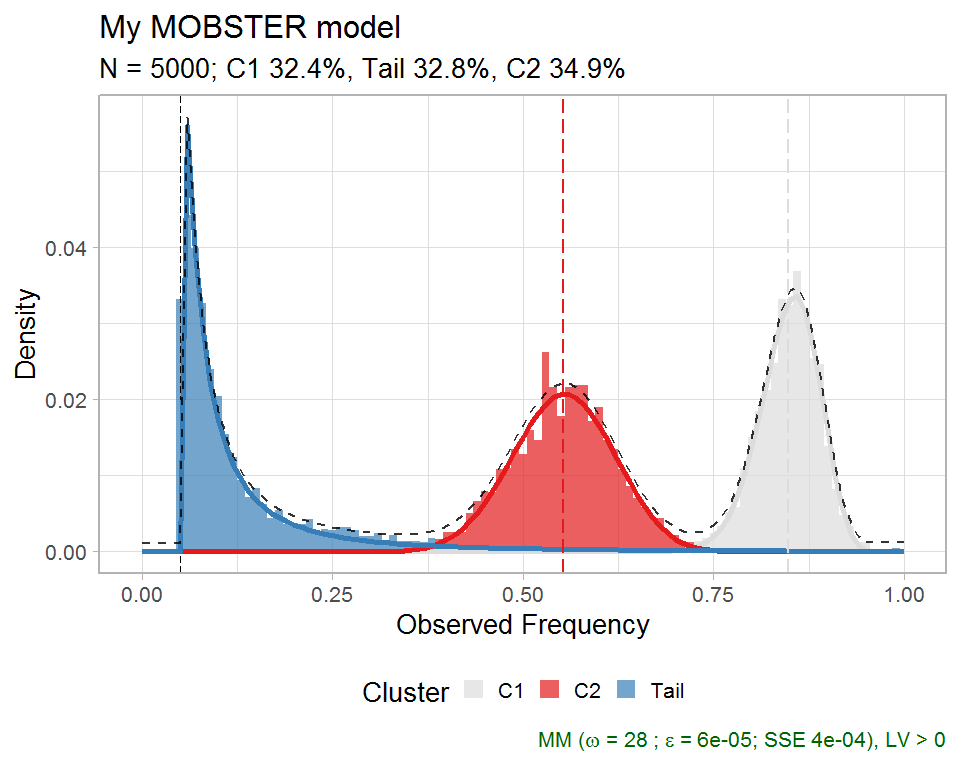 My MOBSTER model
N = 5000; C1 32.4%, Tail 32.8%, C2 34.9%
Density
0.04
0.02
0.00
0.00 0.25 0.50 0.75 1.00
Observed Frequency
Cluster C1 C2 Tail
MM (ω = 28 ; ε = 6e-05; SSE 4e-04), LV > 0